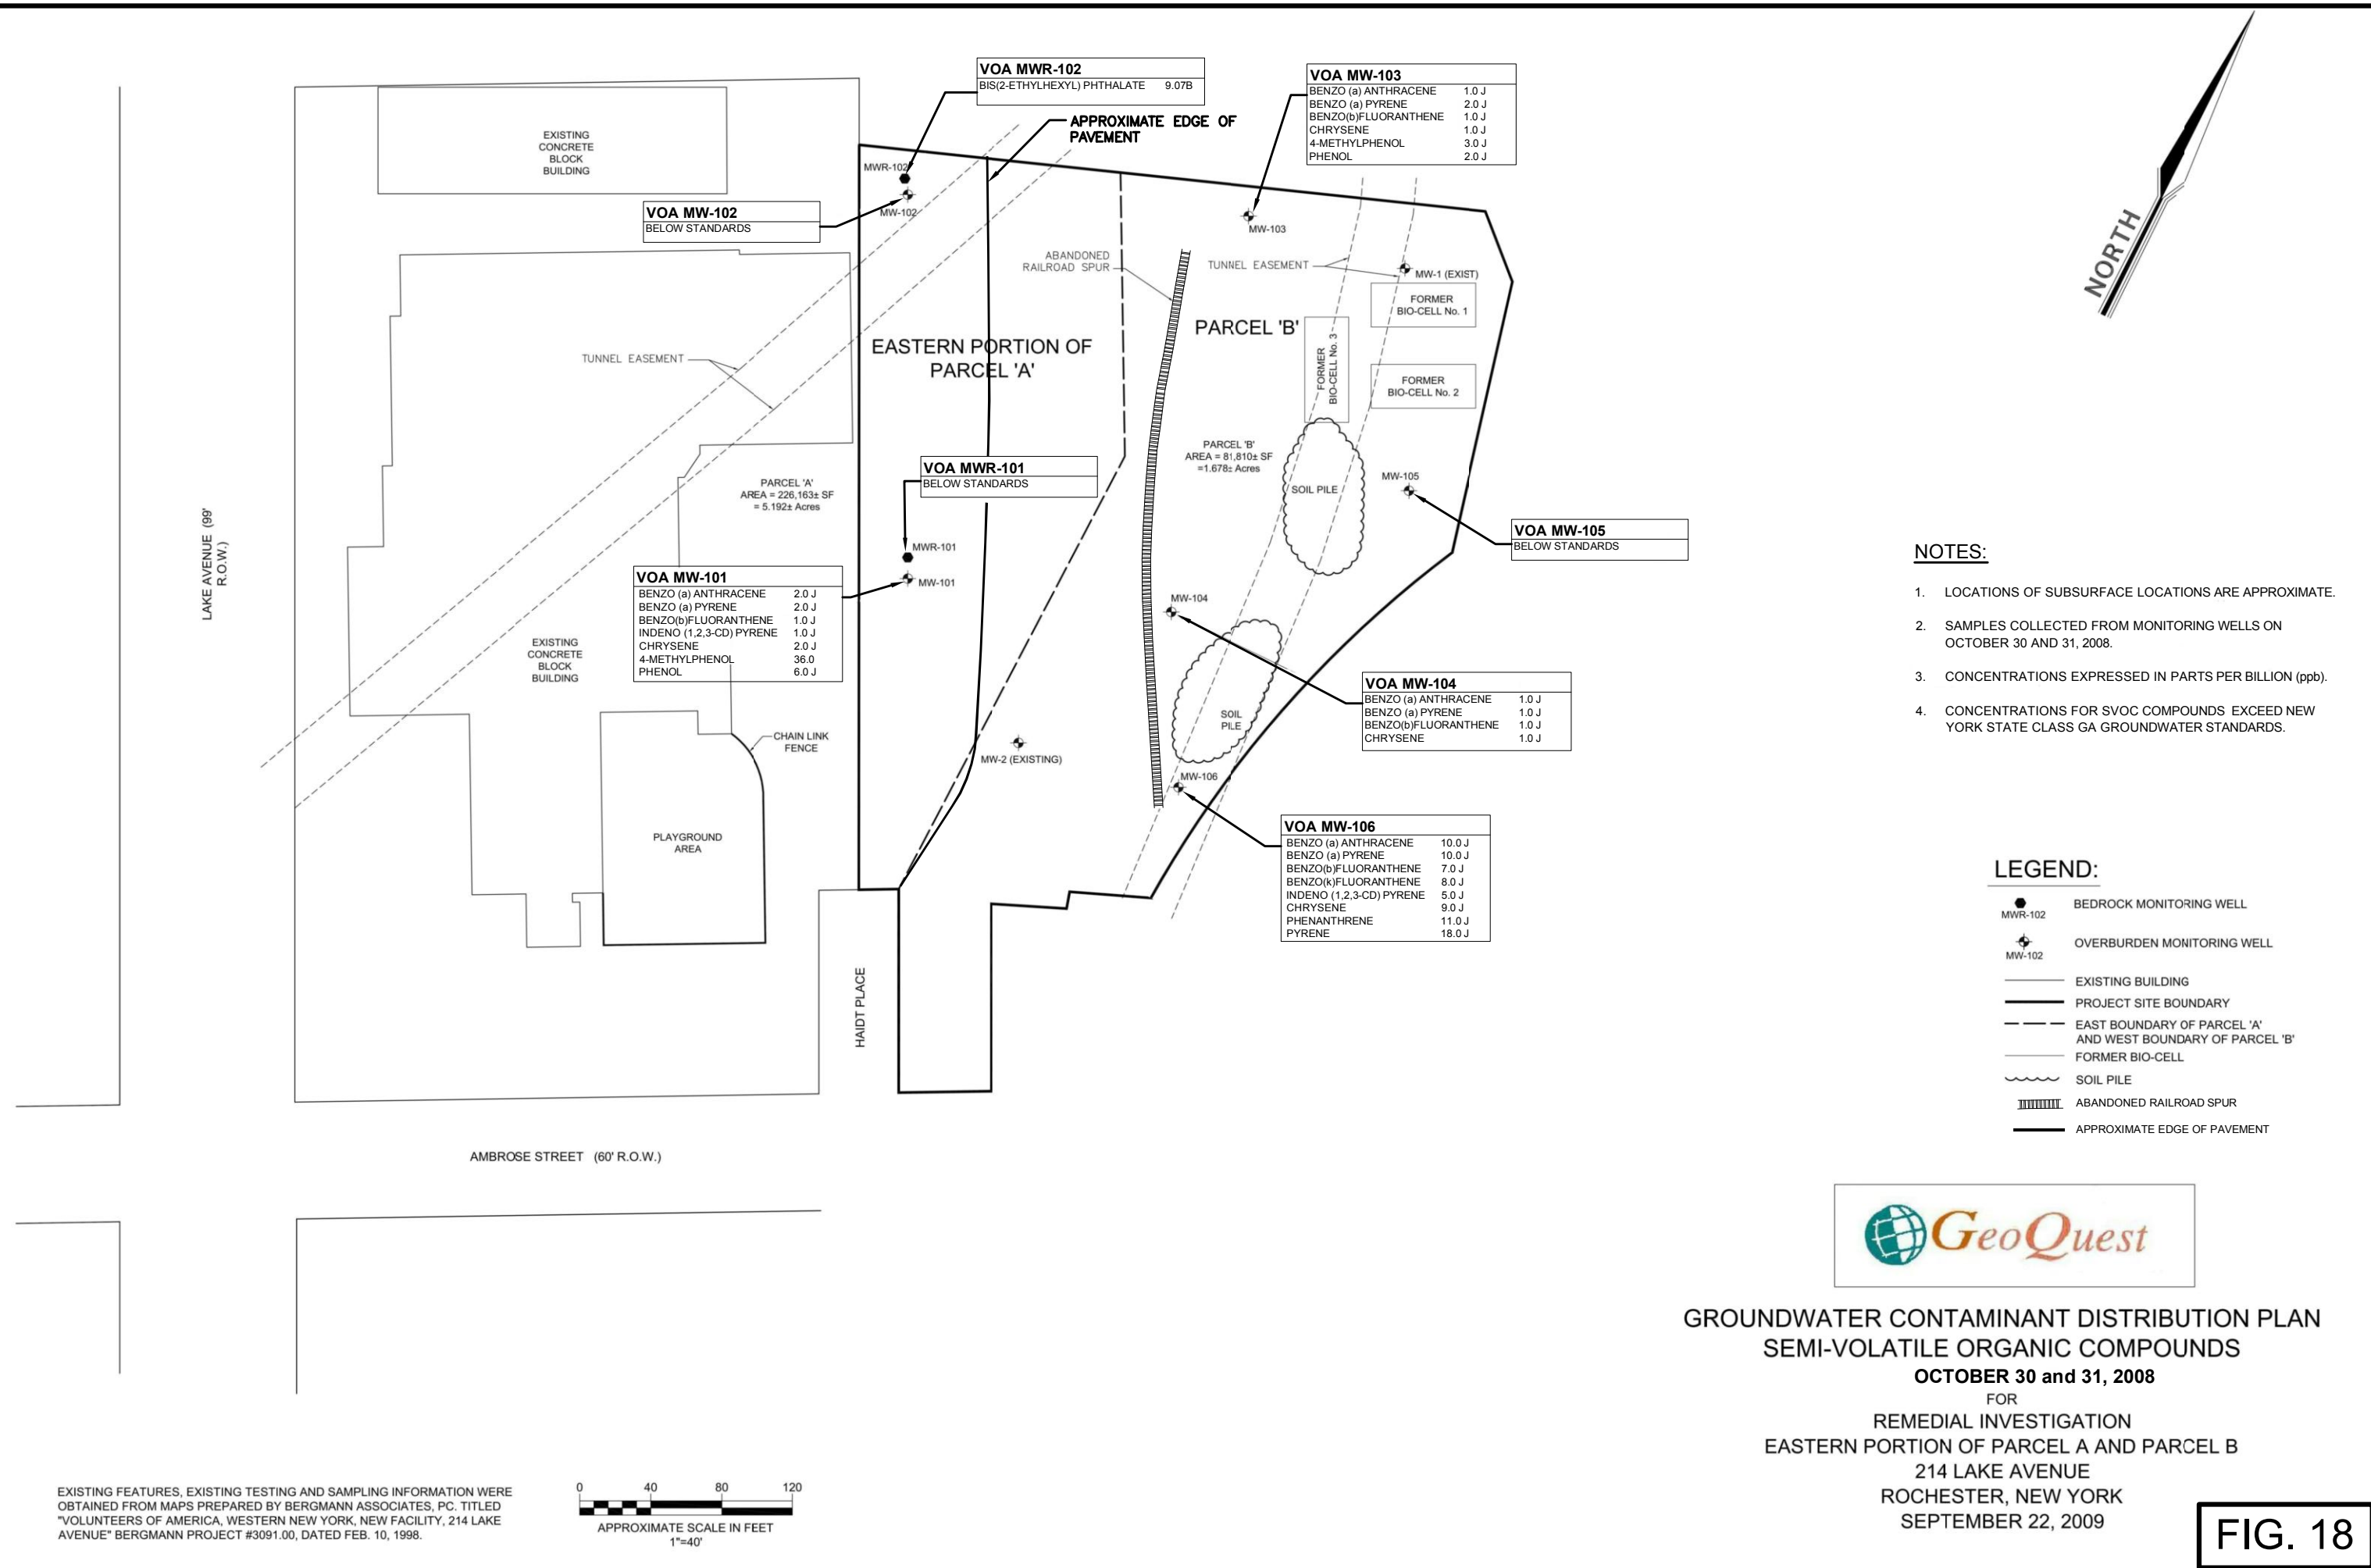 VOA MWR-102
BIS(2-ETHYLHEXYL) PHTHALATE 9.07B
APPROXIMATE EDGE OF
PAVEMENT
VOA MW-103
BENZO (a) ANTHRACENE 1.0 J
BENZO (a) PYRENE 2.0 J
BENZO(b)FLUORANTHENE 1.0 J
CHRYSENE 1.0 J
4-METHYLPHENOL 3.0 J
PHENOL 2.0 J
EXISTING
CONCRETE
BLOCK
BUILDING
MWR-102
MW-102
VOA MW-102
BELOW STANDARDS
MW-103
ABANDONED
RAILROAD SPUR
TUNNEL EASEMENT
MW-1 (EXIST)
FORMER
BIO-CELL No. 1
NORTH
PARCEL 'B'
EASTERN PORTION OF
PARCEL 'A'
TUNNEL EASEMENT
FORMER
BIO-CELL No. 3
FORMER
BIO-CELL No. 2
PARCEL 'B'
AREA = 81,810± SF
=1.678± Acres
VOA MWR-101
BELOW STANDARDS
PARCEL 'A'
AREA = 226,163± SF
= 5.192± Acres
SOIL PILE
MW-105
VOA MW-105
BELOW STANDARDS
LAKE AVENUE (99'
R.O.W.)
MWR-101
MW-101
VOA MW-101
BENZO (a) ANTHRACENE 2.0 J
BENZO (a) PYRENE 2.0 J
BENZO(b)FLUORANTHENE 1.0 J
INDENO (1,2,3-CD) PYRENE 1.0 J
CHRYSENE 2.0 J
4-METHYLPHENOL 36.0
PHENOL 6.0 J
MW-104
EXISTING
CONCRETE
BLOCK
BUILDING
VOA MW-104
BENZO (a) ANTHRACENE 1.0 J
BENZO (a) PYRENE 1.0 J
BENZO(b)FLUORANTHENE 1.0 J
CHRYSENE 1.0 J
SOIL
PILE
CHAIN LINK
FENCE
MW-2 (EXISTING)
MW-106
VOA MW-106
BENZO (a) ANTHRACENE 10.0 J
BENZO (a) PYRENE 10.0 J
BENZO(b)FLUORANTHENE 7.0 J
BENZO(k)FLUORANTHENE 8.0 J
INDENO (1,2,3-CD) PYRENE 5.0 J
CHRYSENE 9.0 J
PHENANTHRENE 11.0 J
PYRENE 18.0 J
PLAYGROUND
AREA
HAIDT PLACE
AMBROSE STREET (60' R.O.W.)
NOTES:
1. LOCATIONS OF SUBSURFACE LOCATIONS ARE APPROXIMATE.
2. SAMPLES COLLECTED FROM MONITORING WELLS ON
OCTOBER 30 AND 31, 2008.
3. CONCENTRATIONS EXPRESSED IN PARTS PER BILLION (ppb).
4. CONCENTRATIONS FOR SVOC COMPOUNDS EXCEED NEW
YORK STATE CLASS GA GROUNDWATER STANDARDS.
LEGEND:
MWR-102 BEDROCK MONITORING WELL
MW-102 OVERBURDEN MONITORING WELL
EXISTING BUILDING
PROJECT SITE BOUNDARY
EAST BOUNDARY OF PARCEL 'A'
AND WEST BOUNDARY OF PARCEL 'B'
FORMER BIO-CELL
SOIL PILE
ABANDONED RAILROAD SPUR
APPROXIMATE EDGE OF PAVEMENT
GeoQuest
GROUNDWATER CONTAMINANT DISTRIBUTION PLAN
SEMI-VOLATILE ORGANIC COMPOUNDS
OCTOBER 30 and 31, 2008
FOR
REMEDIAL INVESTIGATION
EASTERN PORTION OF PARCEL A AND PARCEL B
214 LAKE AVENUE
ROCHESTER, NEW YORK
SEPTEMBER 22, 2009
FIG. 18
EXISTING FEATURES, EXISTING TESTING AND SAMPLING INFORMATION WERE
OBTAINED FROM MAPS PREPARED BY BERGMANN ASSOCIATES, PC. TITLED
"VOLUNTEERS OF AMERICA, WESTERN NEW YORK, NEW FACILITY, 214 LAKE
AVENUE" BERGMANN PROJECT #3091.00, DATED FEB. 10, 1998.
0 40 80 120
APPROXIMATE SCALE IN FEET
1"=40'